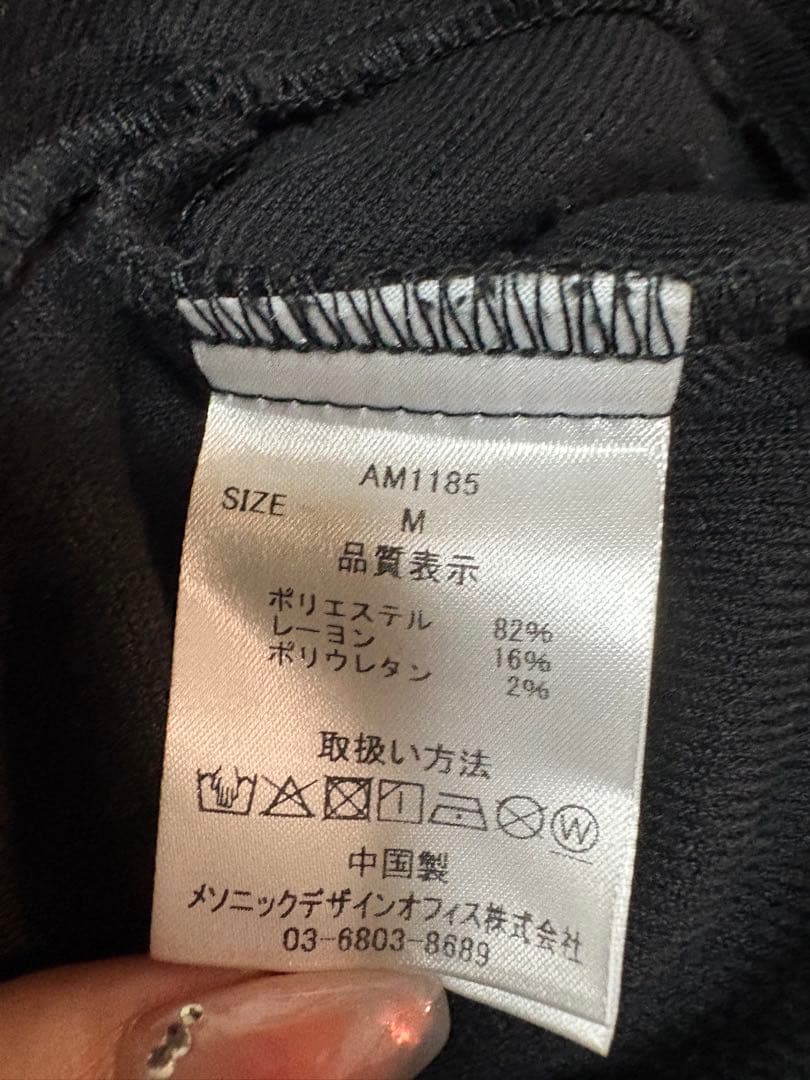 AM1185
SIZE M
品質表示
ポリエステル 82%
レーヨン 16%
ポリウレタン 2%
取扱い方法
W
中国製
メソニックデザインオフィス株式会社
03-6803-8689